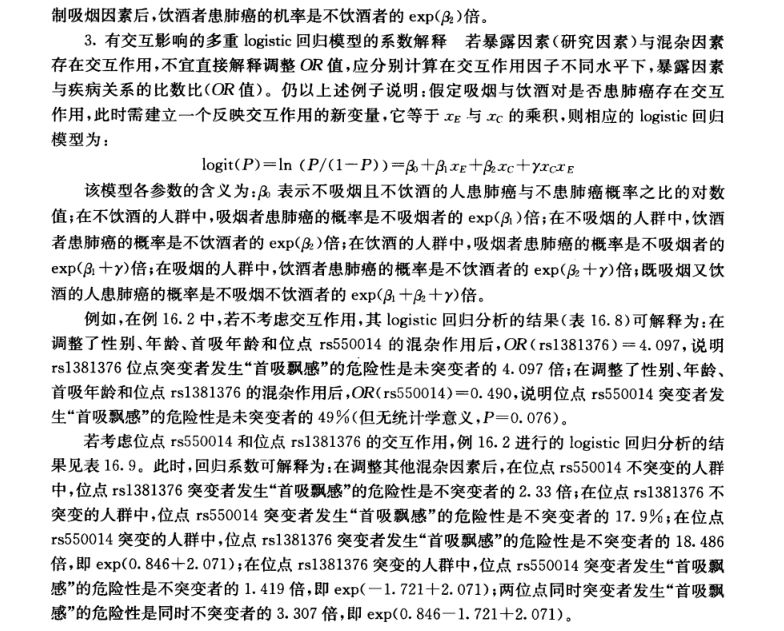 制吸烟因素后,饮酒者患肺癌的机率是不饮酒者的 exp(β₂)倍。
3. 有交互影响的多重 logistic 回归模型的系数解释 若暴露因素(研究因素)与混杂因素
存在交互作用,不宜直接解释调整 OR 值,应分别计算在交互作用因子不同水平下,暴露因素
与疾病关系的比数比(OR 值)。仍以上述例子说明:假定吸烟与饮酒对是否患肺癌存在交互
作用,此时需建立一个反映交互作用的新变量,它等于 x_E 与 x_C 的乘积,则相应的 logistic 回归
模型为:
logit(P)=ln (P/(1−P))=β₀+β₁x_E+β₂x_C+γx_Cx_E
该模型各参数的含义为:β₀ 表示不吸烟且不饮酒的人患肺癌与不患肺癌概率之比的对数
值;在不饮酒的人群中,吸烟者患肺癌的概率是不吸烟者的 exp(β₁)倍;在不吸烟的人群中,饮酒
者患肺癌的概率是不饮酒者的 exp(β₂)倍;在饮酒的人群中,吸烟者患肺癌的概率是不吸烟者的
exp(β₁+γ)倍;在吸烟的人群中,饮酒者患肺癌的概率是不饮酒者的 exp(β₂+γ)倍;既吸烟又饮
酒的人患肺癌的概率是不吸烟不饮酒者的 exp(β₁+β₂+γ)倍。
例如,在例 16.2 中,若不考虑交互作用,其 logistic 回归分析的结果(表 16.8)可解释为:在
调整了性别、年龄、首吸年龄和位点 rs550014 的混杂作用后,OR(rs1381376)=4.097,说明
rs1381376 位点突变者发生“首吸飘感”的危险性是未突变者的 4.097 倍;在调整了性别、年龄、
首吸年龄和位点 rs1381376 的混杂作用后,OR(rs550014)=0.490,说明位点 rs550014 突变者发
生“首吸飘感”的危险性是未突变者的 49%(但无统计学意义,P=0.076)。
若考虑位点 rs550014 和位点 rs1381376 的交互作用,例 16.2 进行的 logistic 回归分析的结
果见表 16.9。此时,回归系数可解释为:在调整其他混杂因素后,在位点 rs550014 不突变的人群
中,位点 rs1381376 突变者发生“首吸飘感”的危险性是不突变者的 2.33 倍;在位点 rs1381376 不
突变的人群中,位点 rs550014 突变者发生“首吸飘感”的危险性是不突变者的 17.9%;在位点
rs550014 突变的人群中,位点 rs1381376 突变者发生“首吸飘感”的危险性是不突变者的 18.486
倍,即 exp(0.846+2.071);在位点 rs1381376 突变的人群中,位点 rs550014 突变者发生“首吸飘
感”的危险性是不突变者的 1.419 倍,即 exp(−1.721+2.071);两位点同时突变者发生“首吸飘
感”的危险性是同时不突变者的 3.307 倍,即 exp(0.846−1.721+2.071)。